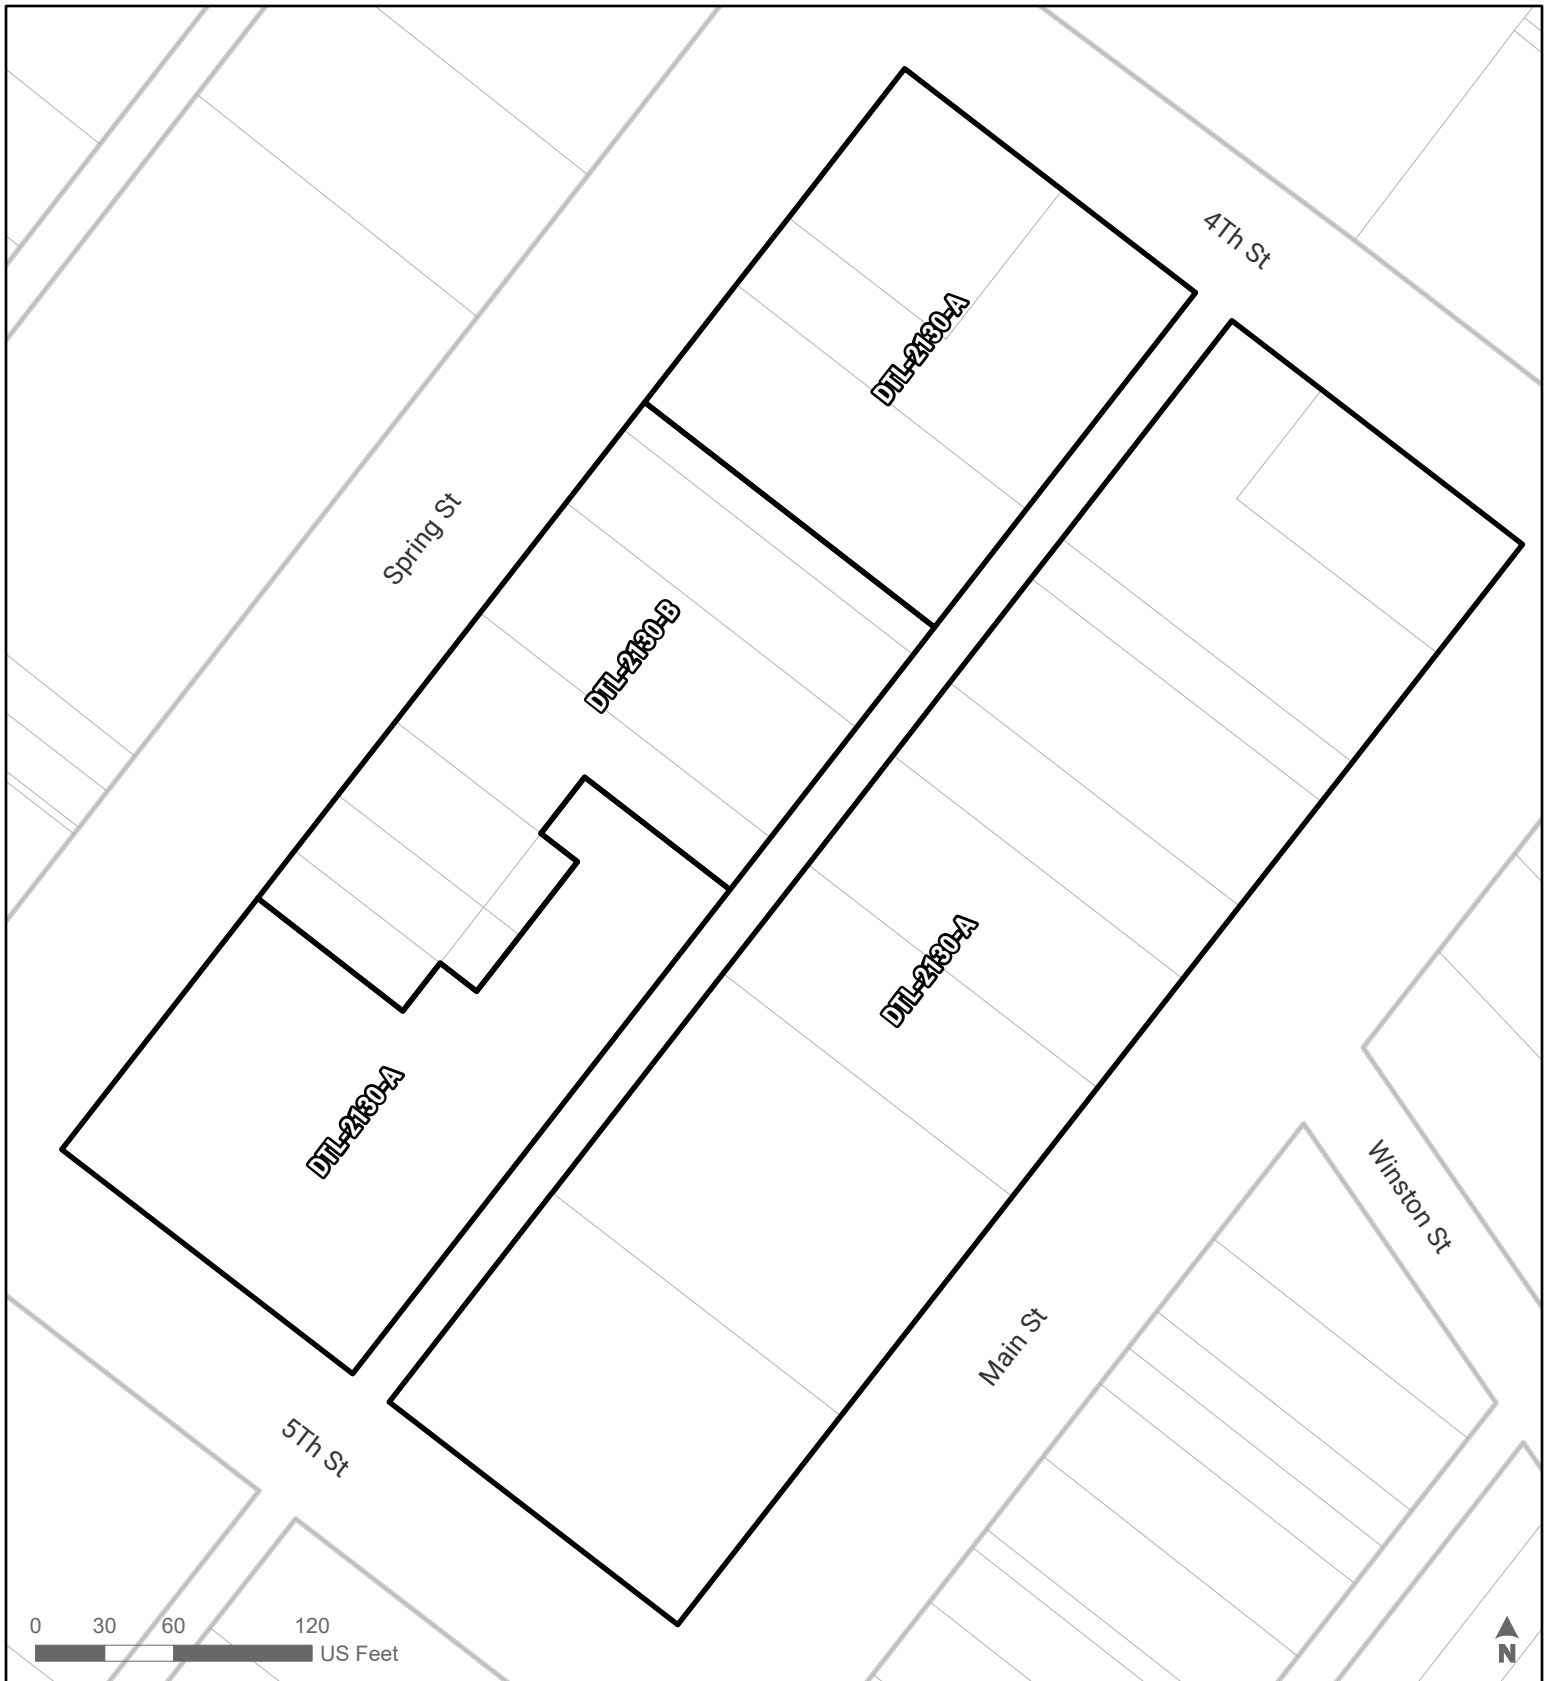 4Th St
DTL-2130-A
Spring St
DTL-2130-B
DTL-2130-A
DTL-2130-A
Winston St
Main St
5Th St
0 30 60 120
US Feet
N